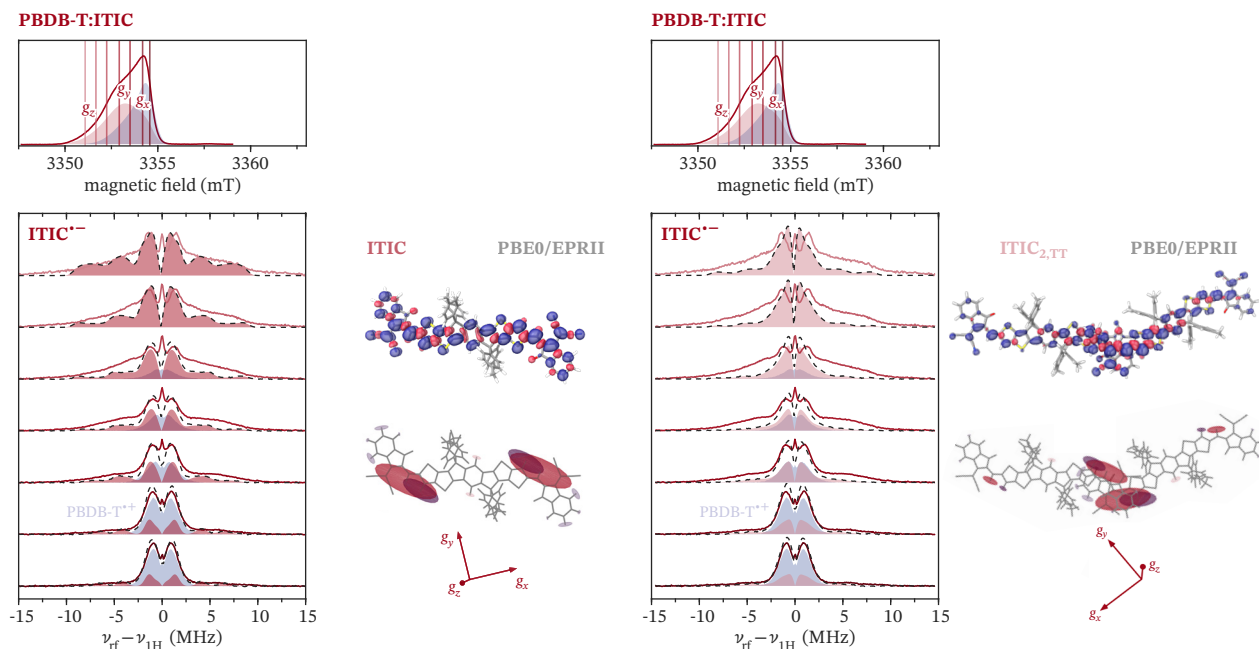 PBDB-T:ITIC
g_z
g_y
g_x
3350 3355 3360
magnetic field (mT)
ITIC•−
PBDB-T•+
-15 -10 -5 0 5 10 15
ν_rf − ν_1H (MHz)
ITIC PBE0/EPRII
g_y
g_z
g_x
PBDB-T:ITIC
g_z
g_y
g_x
3350 3355 3360
magnetic field (mT)
ITIC•−
PBDB-T•+
-15 -10 -5 0 5 10 15
ν_rf − ν_1H (MHz)
ITIC_2,TT PBE0/EPRII
g_y
g_z
g_x